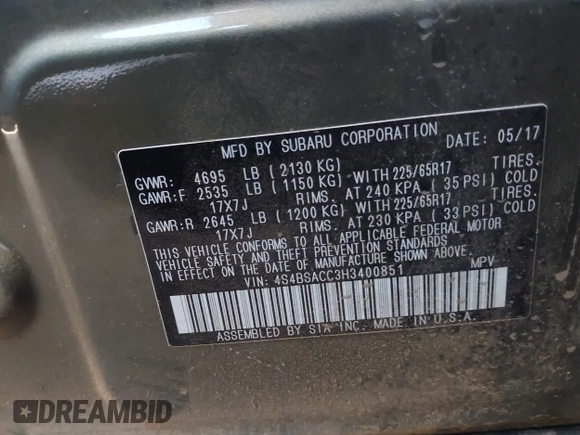 MFD BY SUBARU CORPORATION DATE: 05/17
GVWR: 4695 LB (2130 KG)
GAWR:F 2535 LB (1150 KG) WITH 225/65R17 TIRES.
17X7J RIMS. AT 240 KPA (35 PSI) COLD
GAWR:R 2645 LB (1200 KG) WITH 225/65R17 TIRES.
17X7J RIMS. AT 230 KPA (33 PSI) COLD
THIS VEHICLE CONFORMS TO ALL APPLICABLE FEDERAL MOTOR
VEHICLE SAFETY AND THEFT PREVENTION STANDARDS
IN EFFECT ON THE DATE OF MANUFACTURE SHOWN ABOVE.
VIN: 4S4BSACC3H3400851 MPV
ASSEMBLED BY SIA INC. MADE IN U.S.A.
DREAMBID